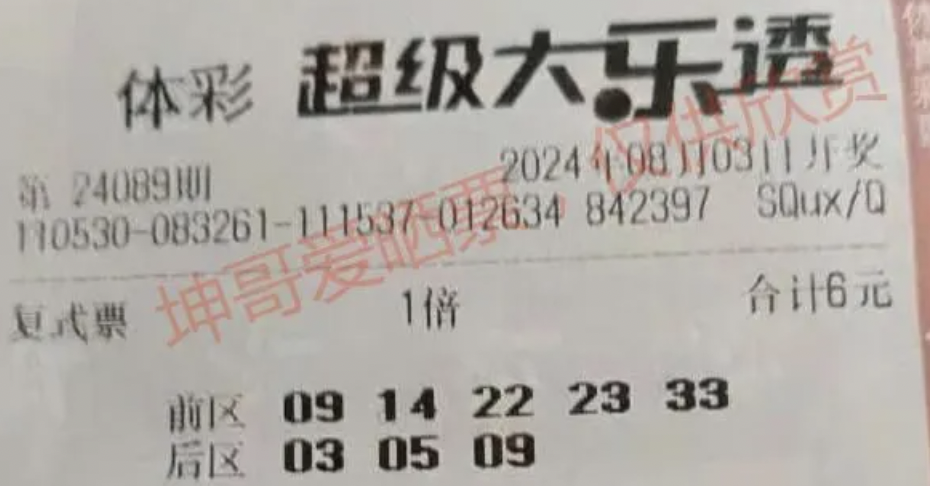 体彩 超级大乐透
第 24089期 2024年08月03日开奖
110530-083261-111537-012634 842397 SQux/Q
复式票 1倍 合计6元
坤哥爱晒票,仅供欣赏
前区 09 14 22 23 33
后区 03 05 09